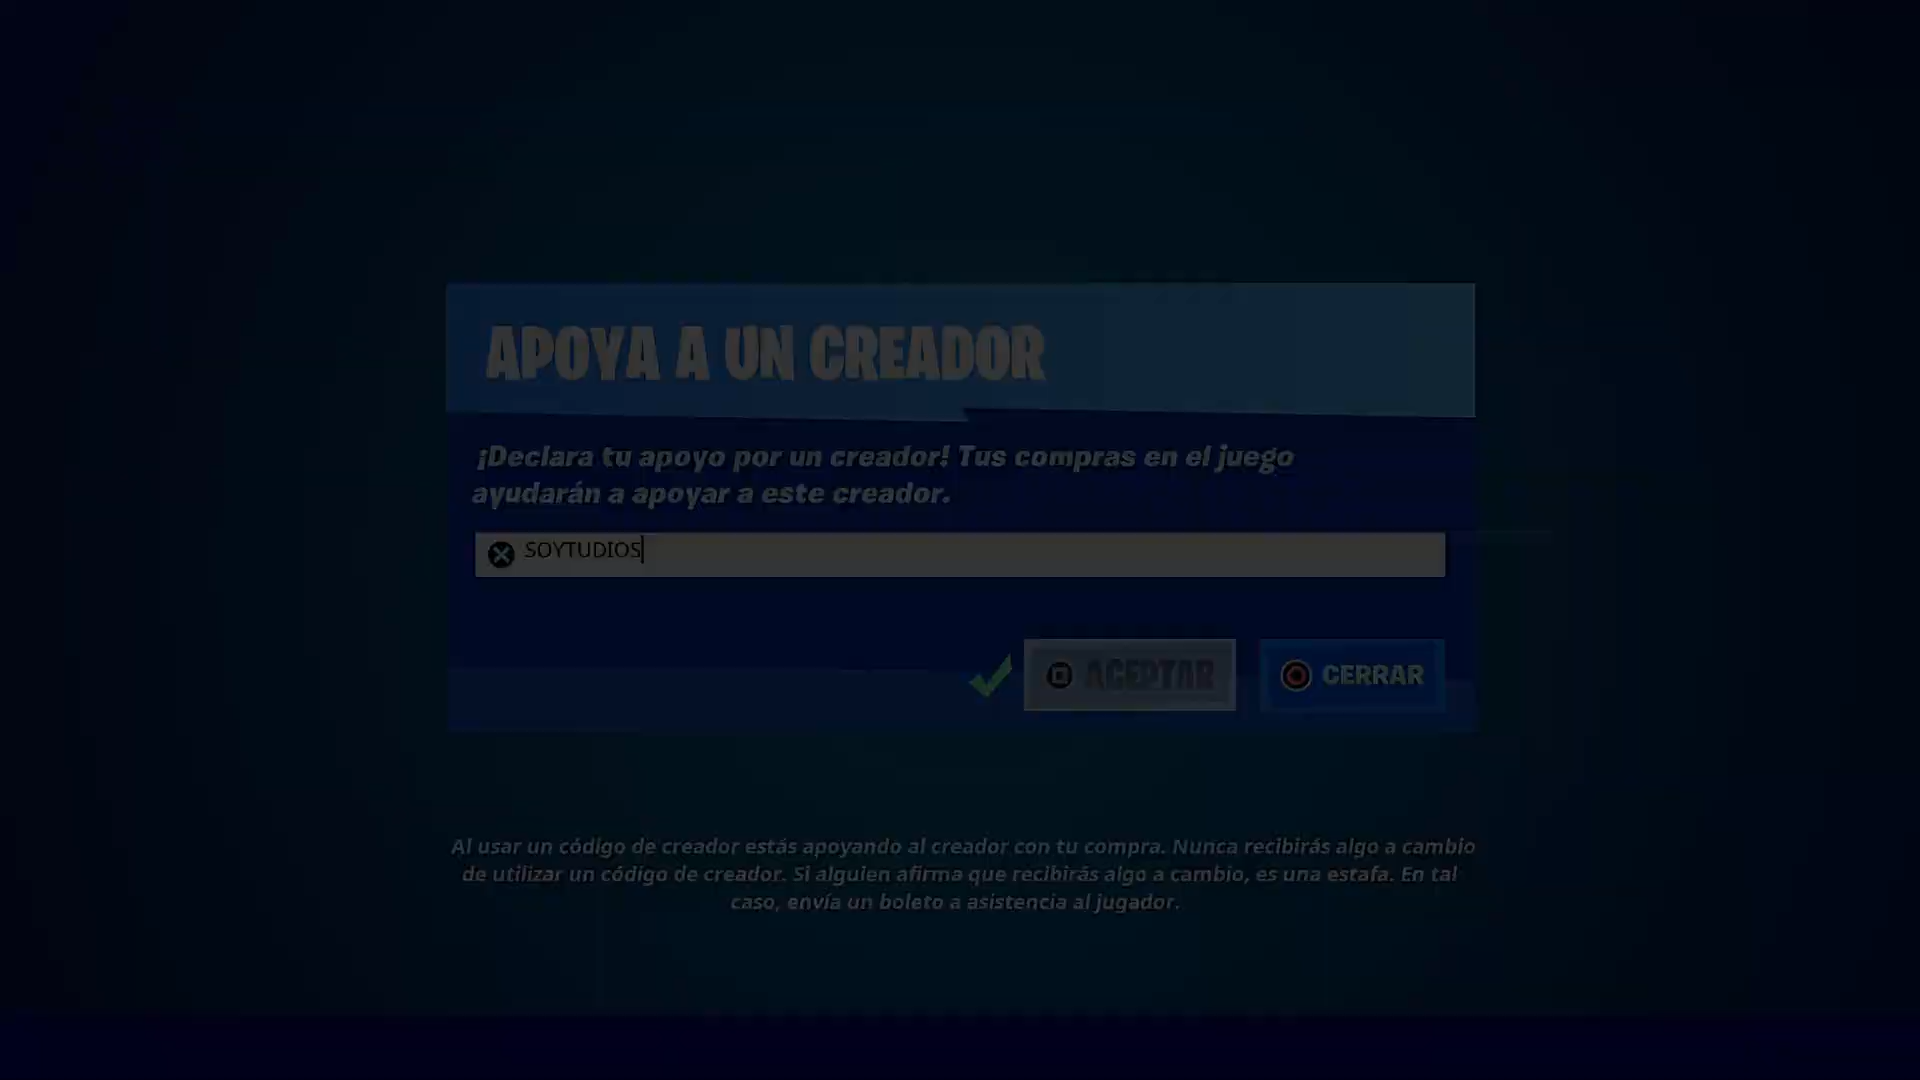 APOYA A UN CREADOR
¡Declara tu apoyo por un creador! Tus compras en el juego
ayudarán a apoyar a este creador.
SOYTUDIOS
ACEPTAR
CERRAR
Al usar un código de creador estás apoyando al creador con tu compra. Nunca recibirás algo a cambio
de utilizar un código de creador. Si alguien afirma que recibirás algo a cambio, es una estafa. En tal
caso, envía un boleto a asistencia al jugador.